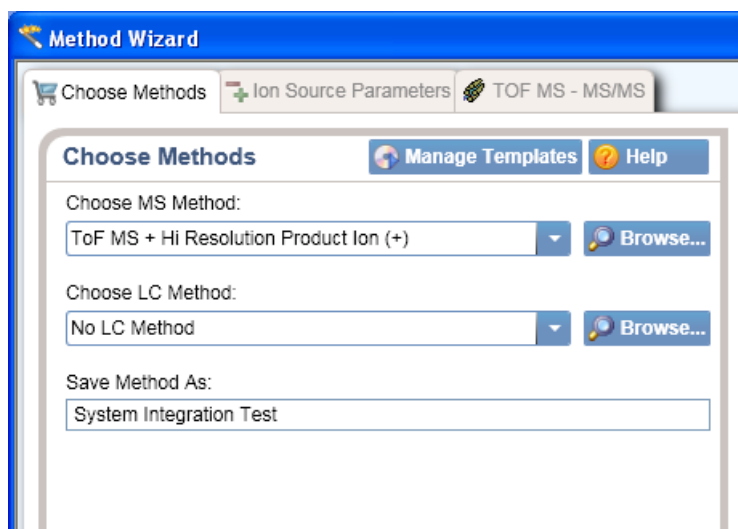 Method Wizard
Choose Methods Ion Source Parameters TOF MS - MS/MS
Choose Methods Manage Templates Help
Choose MS Method:
ToF MS + Hi Resolution Product Ion (+) Browse...
Choose LC Method:
No LC Method Browse...
Save Method As:
System Integration Test